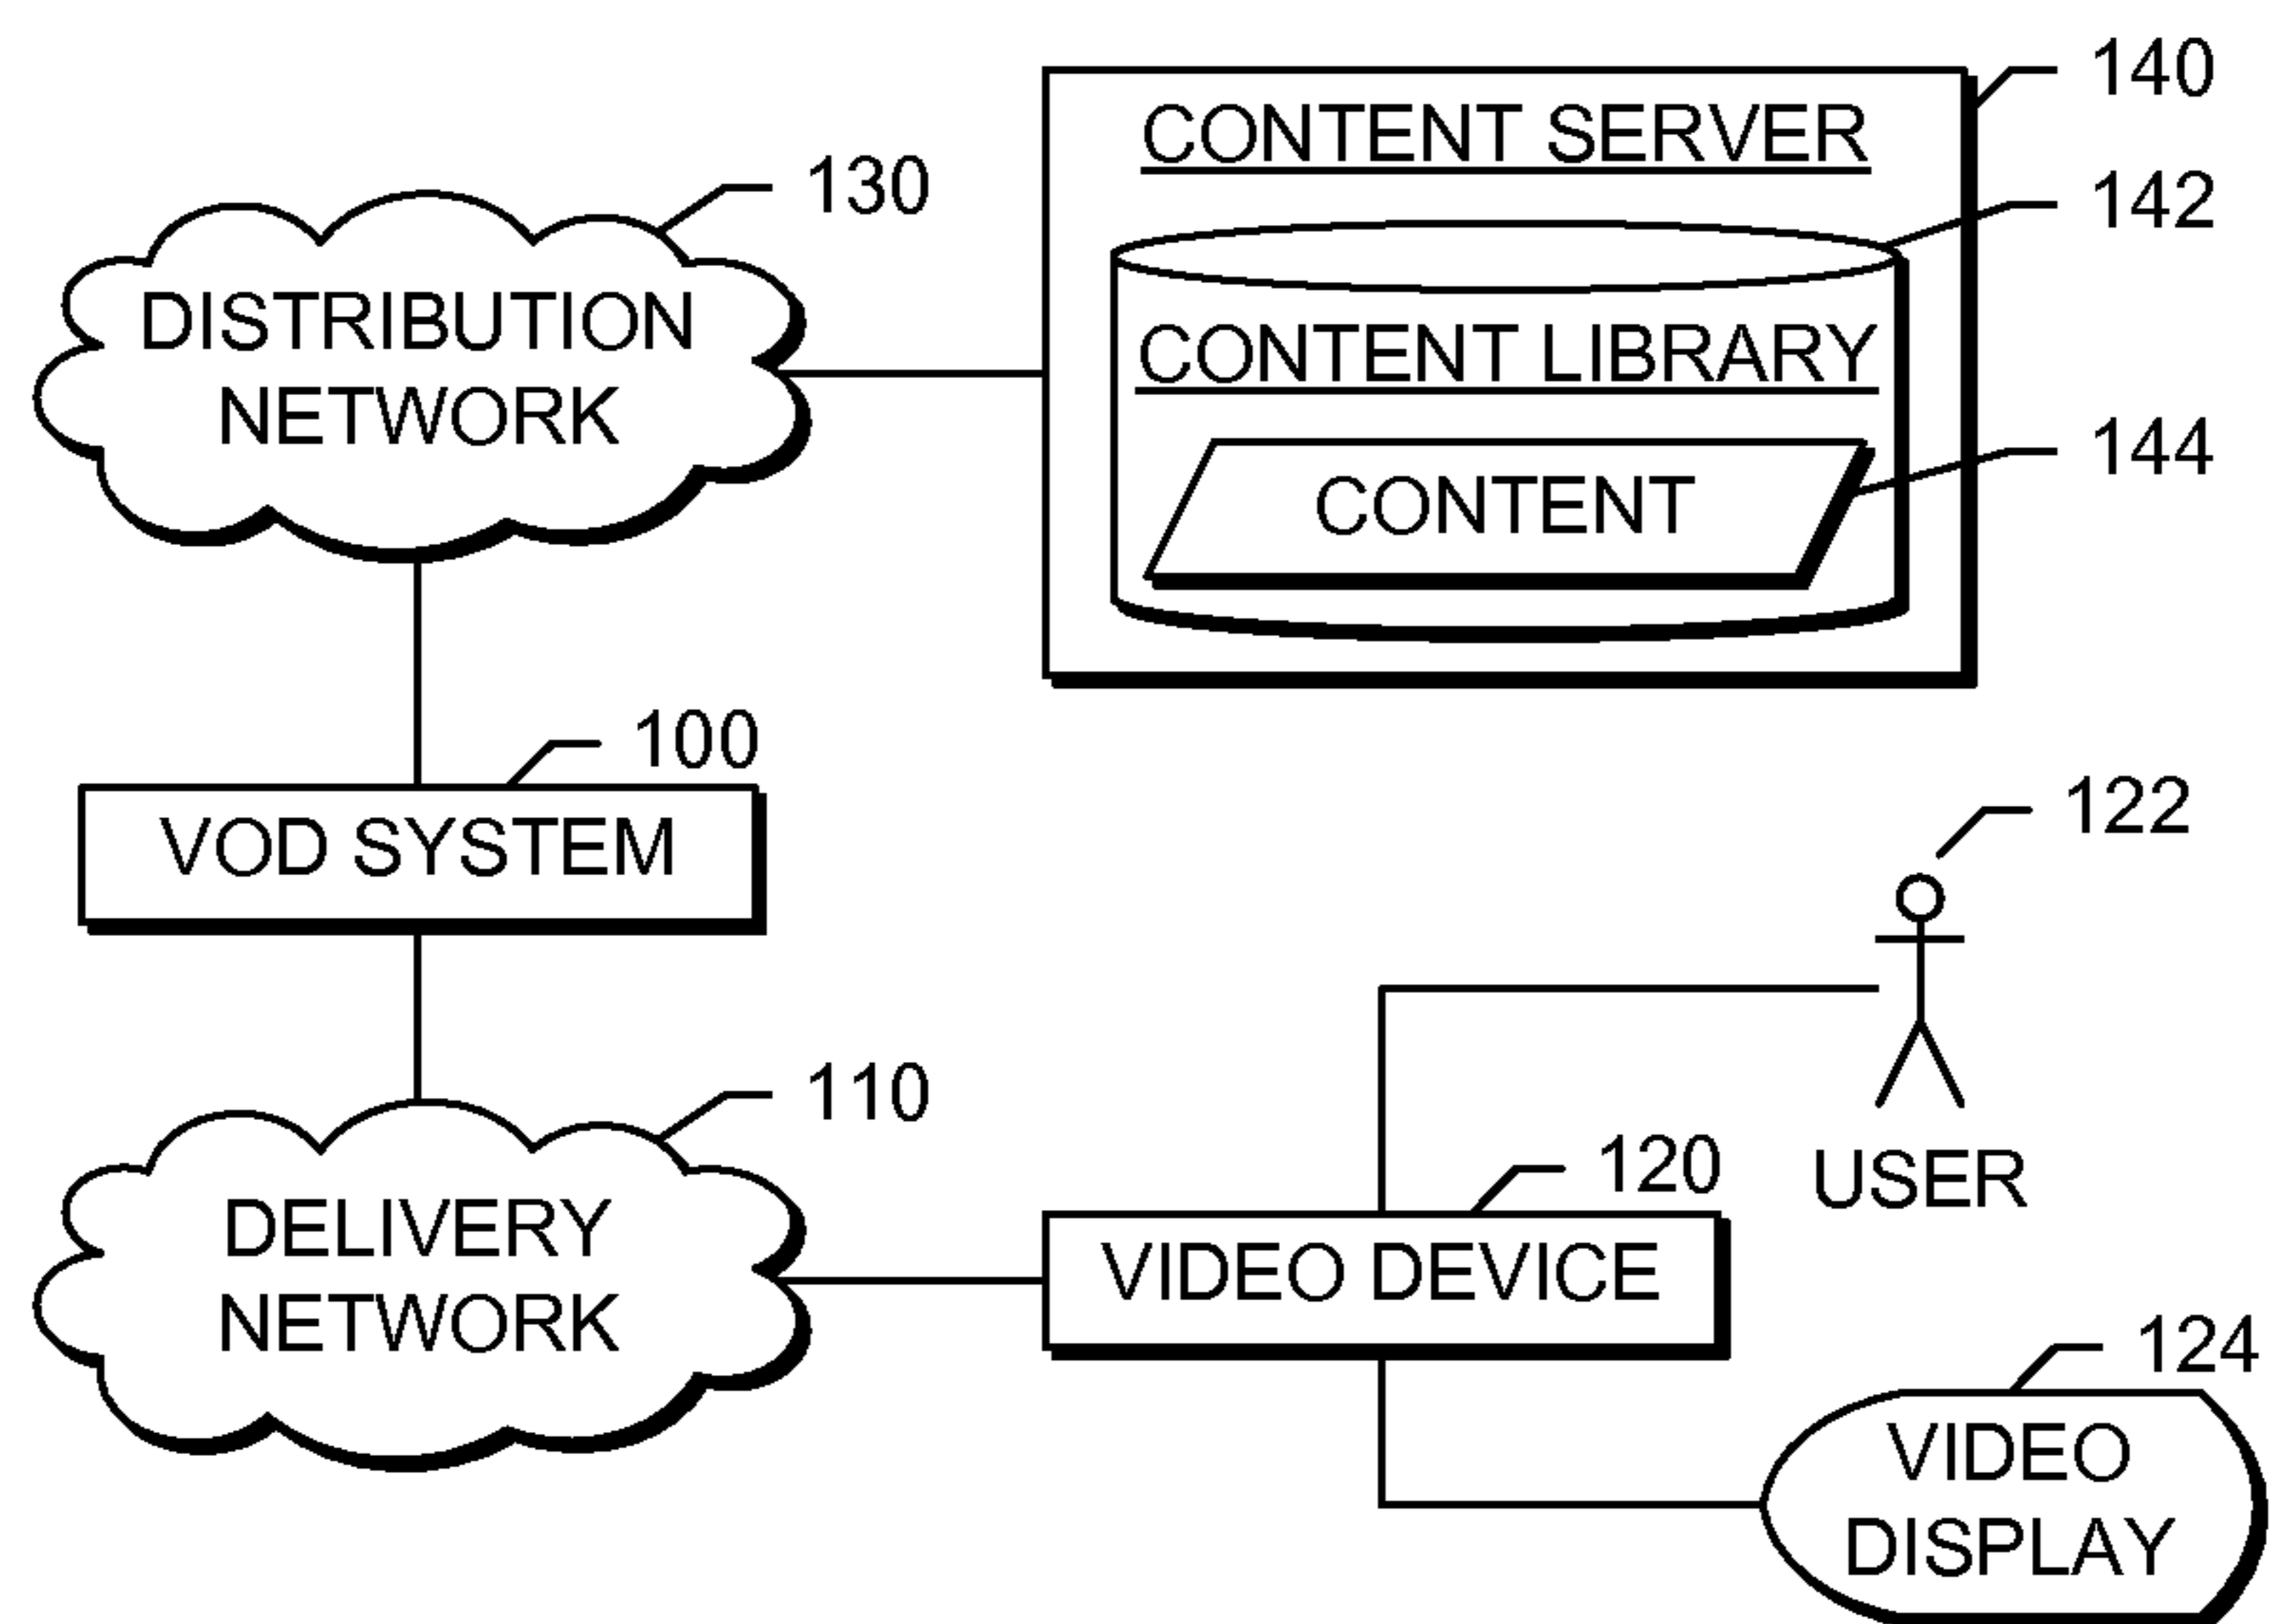 140
CONTENT SERVER
130
142
DISTRIBUTION
NETWORK
CONTENT LIBRARY
144
CONTENT
100
VOD SYSTEM
122
USER
110
DELIVERY
NETWORK
120
VIDEO DEVICE
124
VIDEO
DISPLAY